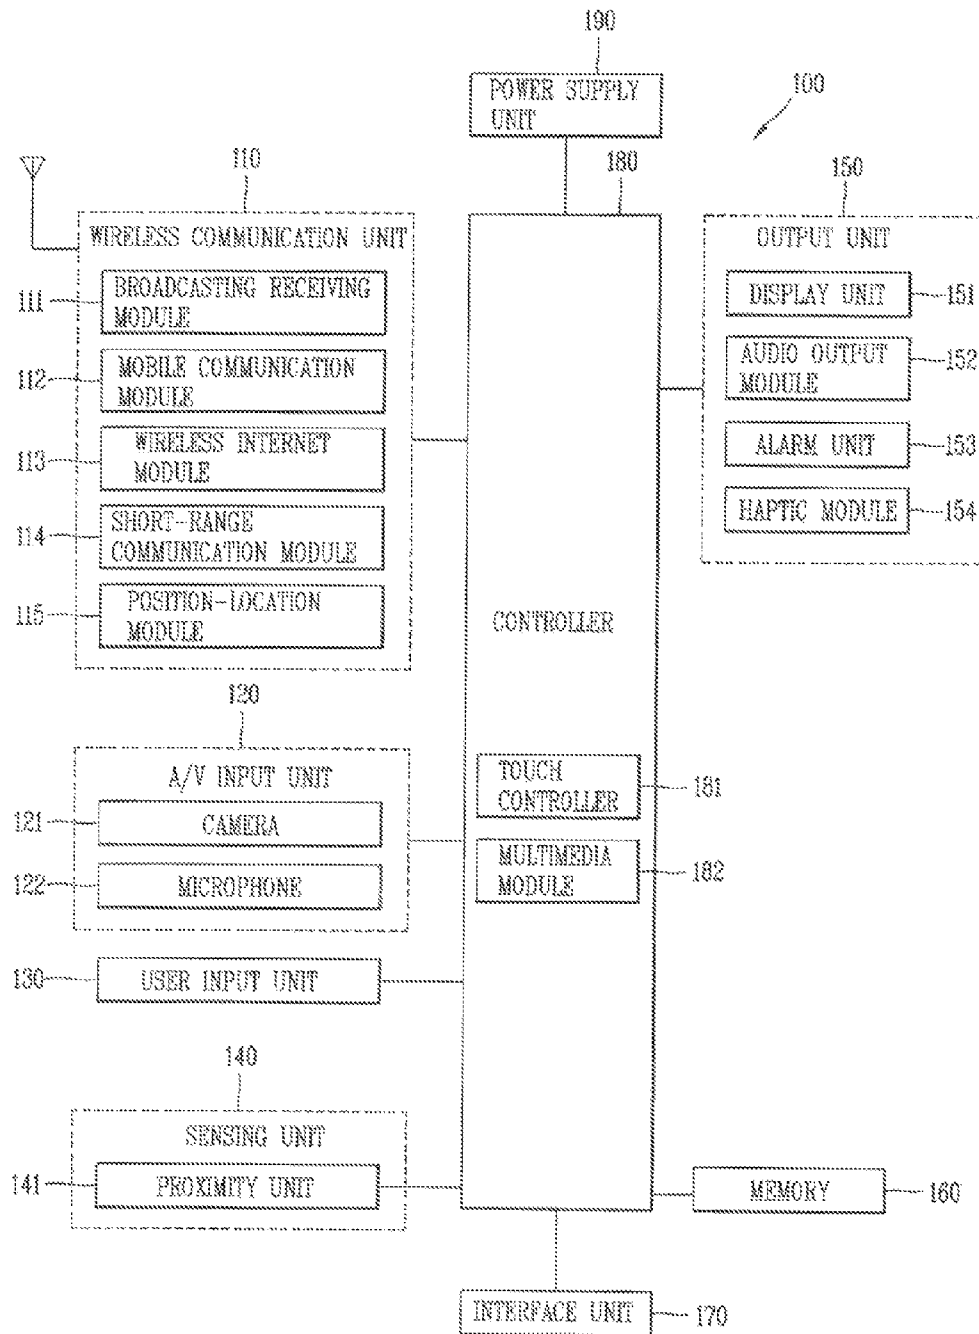 190
POWER SUPPLY
UNIT
100
110
180
150
WIRELESS COMMUNICATION UNIT
111
BROADCASTING RECEIVING
MODULE
112
MOBILE COMMUNICATION
MODULE
113
WIRELESS INTERNET
MODULE
114
SHORT-RANGE
COMMUNICATION MODULE
115
POSITION-LOCATION
MODULE
OUTPUT UNIT
DISPLAY UNIT
151
AUDIO OUTPUT
MODULE
152
ALARM UNIT
153
HAPTIC MODULE
154
CONTROLLER
TOUCH
CONTROLLER
181
MULTIMEDIA
MODULE
182
120
A/V INPUT UNIT
121
CAMERA
122
MICROPHONE
130
USER INPUT UNIT
140
SENSING UNIT
141
PROXIMITY UNIT
MEMORY
160
INTERFACE UNIT
170